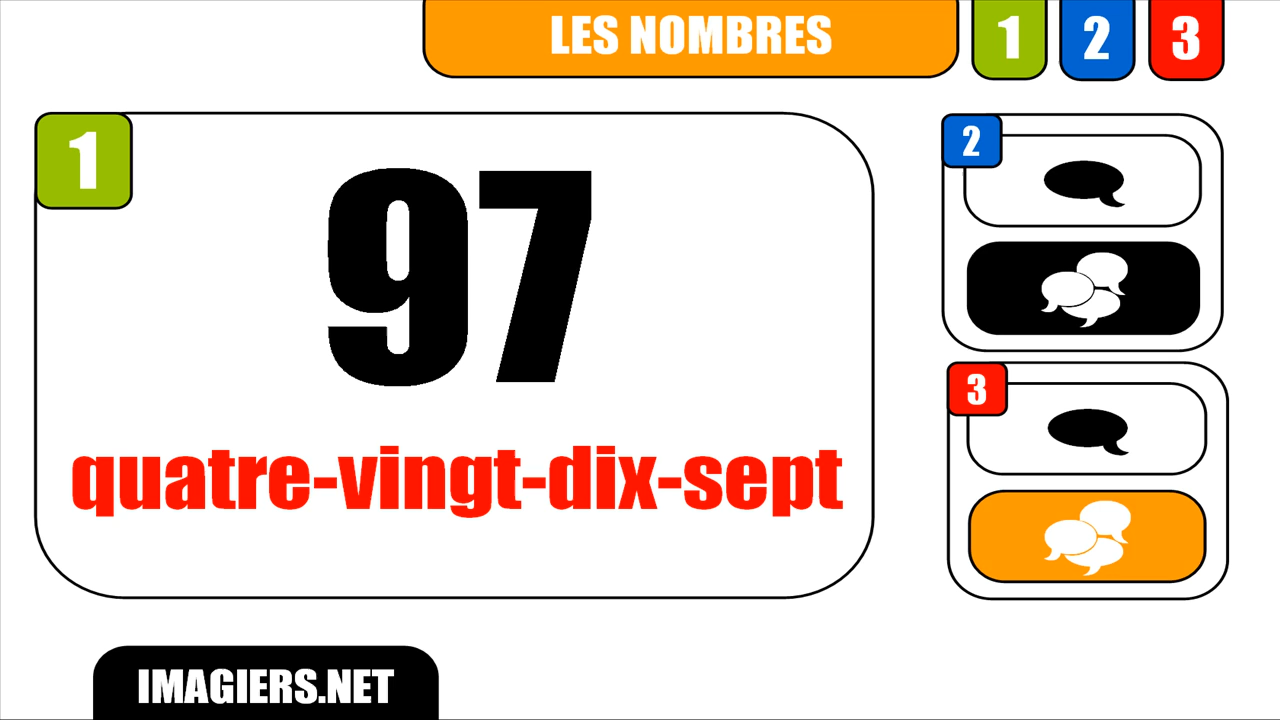 LES NOMBRES
1 2 3
1
97
quatre-vingt-dix-sept
2
3
IMAGIERS.NET